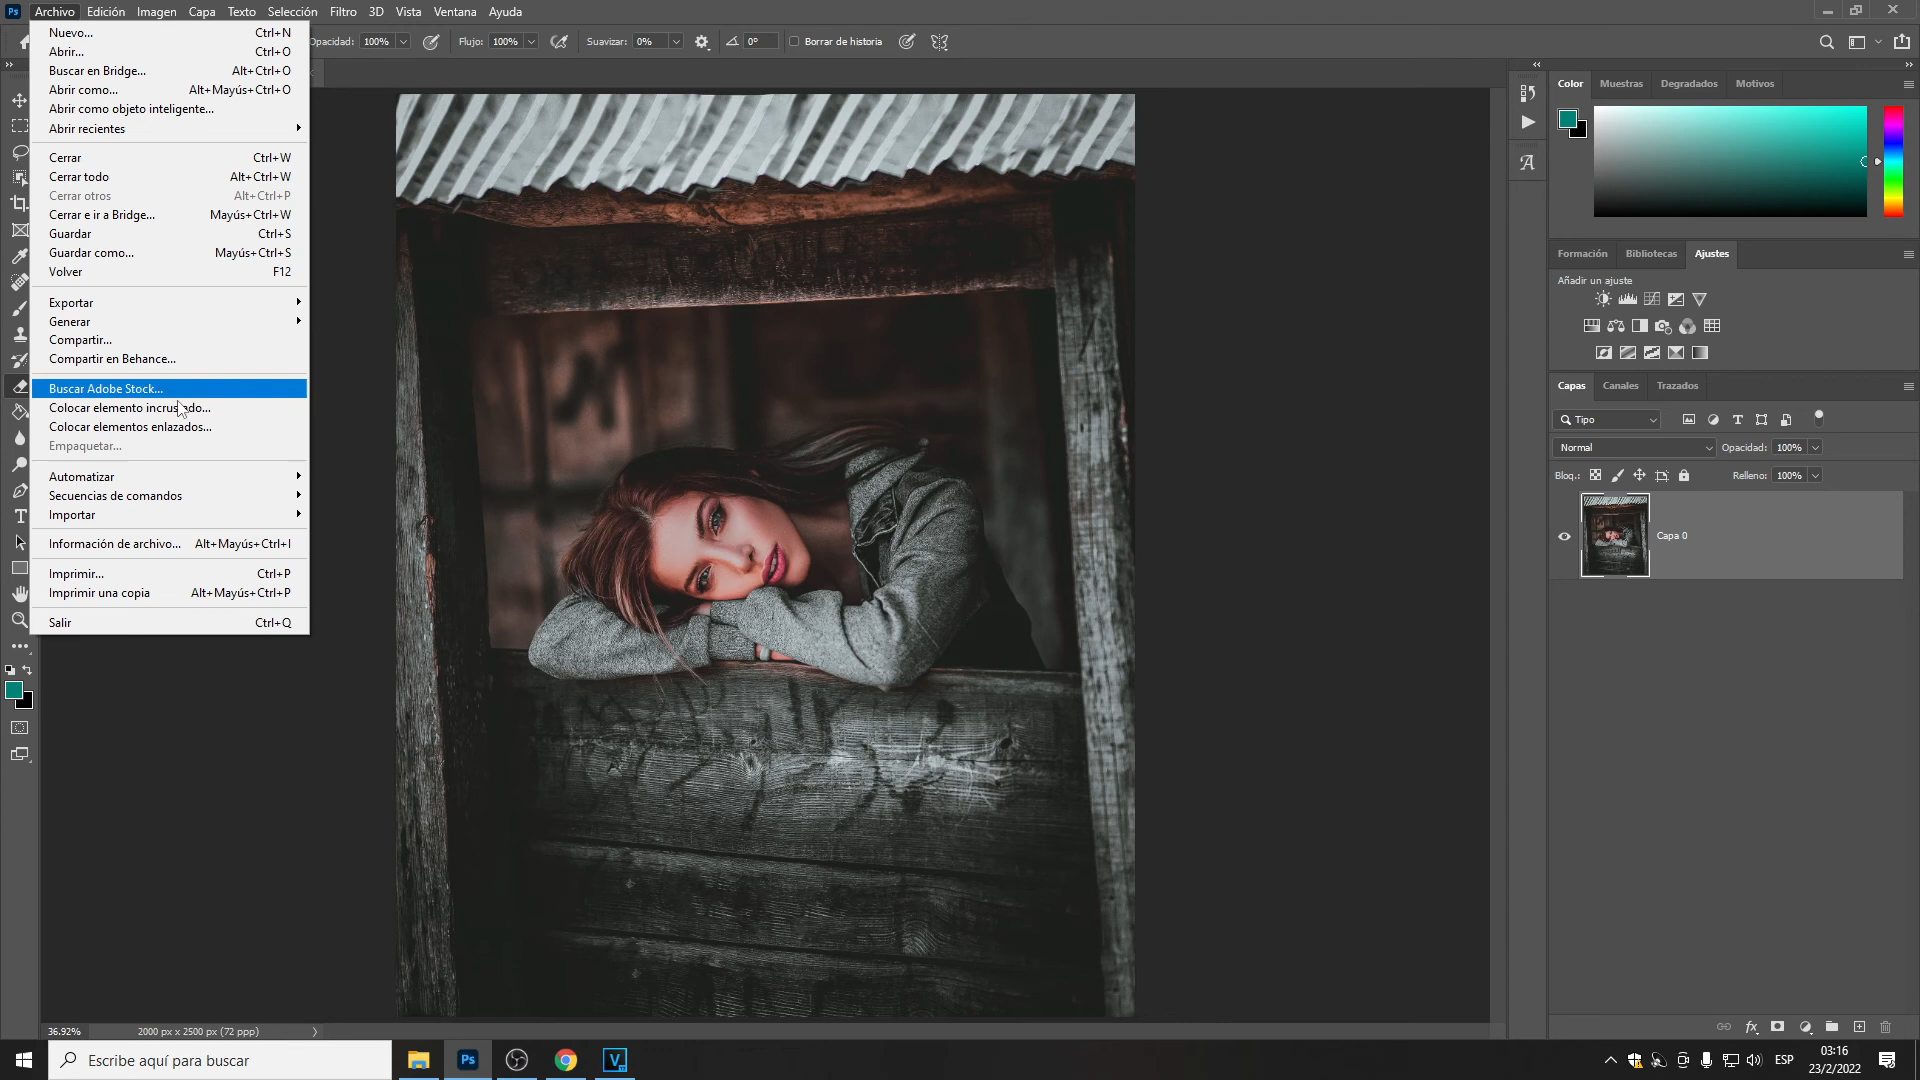 Ps Archivo Edición Imagen Capa Texto Selección Filtro 3D Vista Ventana Ayuda
Opacidad: 100% Flujo: 100% Suavizar: 0% 0° Borrar de historia
Nuevo... Ctrl+N
Abrir... Ctrl+O
Buscar en Bridge... Alt+Ctrl+O
Abrir como... Alt+Mayús+Ctrl+O
Abrir como objeto inteligente...
Abrir recientes
Cerrar Ctrl+W
Cerrar todo Alt+Ctrl+W
Cerrar otros Alt+Ctrl+P
Cerrar e ir a Bridge... Mayús+Ctrl+W
Guardar Ctrl+S
Guardar como... Mayús+Ctrl+S
Volver F12
Exportar
Generar
Compartir...
Compartir en Behance...
Buscar Adobe Stock...
Colocar elemento incrustado...
Colocar elementos enlazados...
Empaquetar...
Automatizar
Secuencias de comandos
Importar
Información de archivo... Alt+Mayús+Ctrl+I
Imprimir... Ctrl+P
Imprimir una copia Alt+Mayús+Ctrl+P
Salir Ctrl+Q
Color Muestras Degradados Motivos
Formación Bibliotecas Ajustes
Añadir un ajuste
Capas Canales Trazados
Tipo
Normal Opacidad: 100%
Bloq.: Relleno: 100%
Capa 0
36.92% 2000 px x 2500 px (72 ppp)
Escribe aquí para buscar
Ps
V
ESP
03:16
23/2/2022